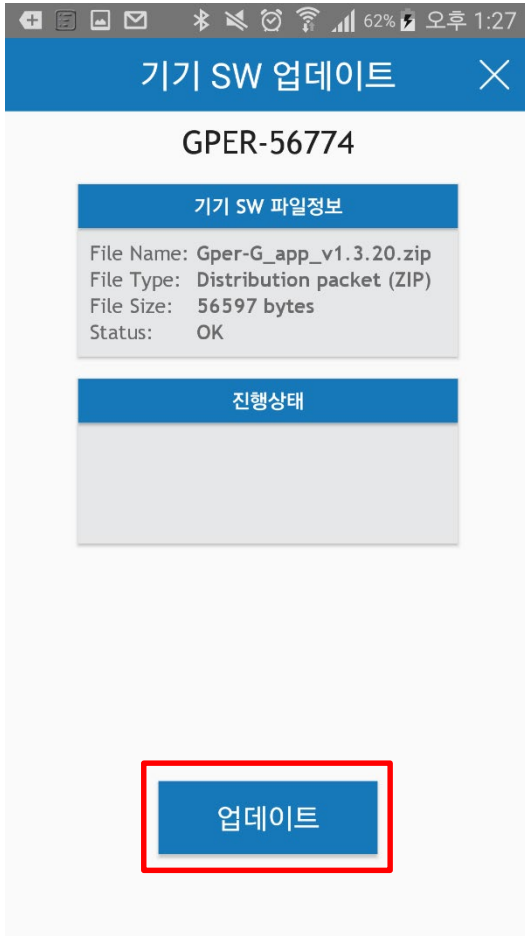 62% 오후 1:27
기기 SW 업데이트
GPER-56774
기기 SW 파일정보
File Name: Gper-G_app_v1.3.20.zip
File Type: Distribution packet (ZIP)
File Size: 56597 bytes
Status: OK
진행상태
업데이트